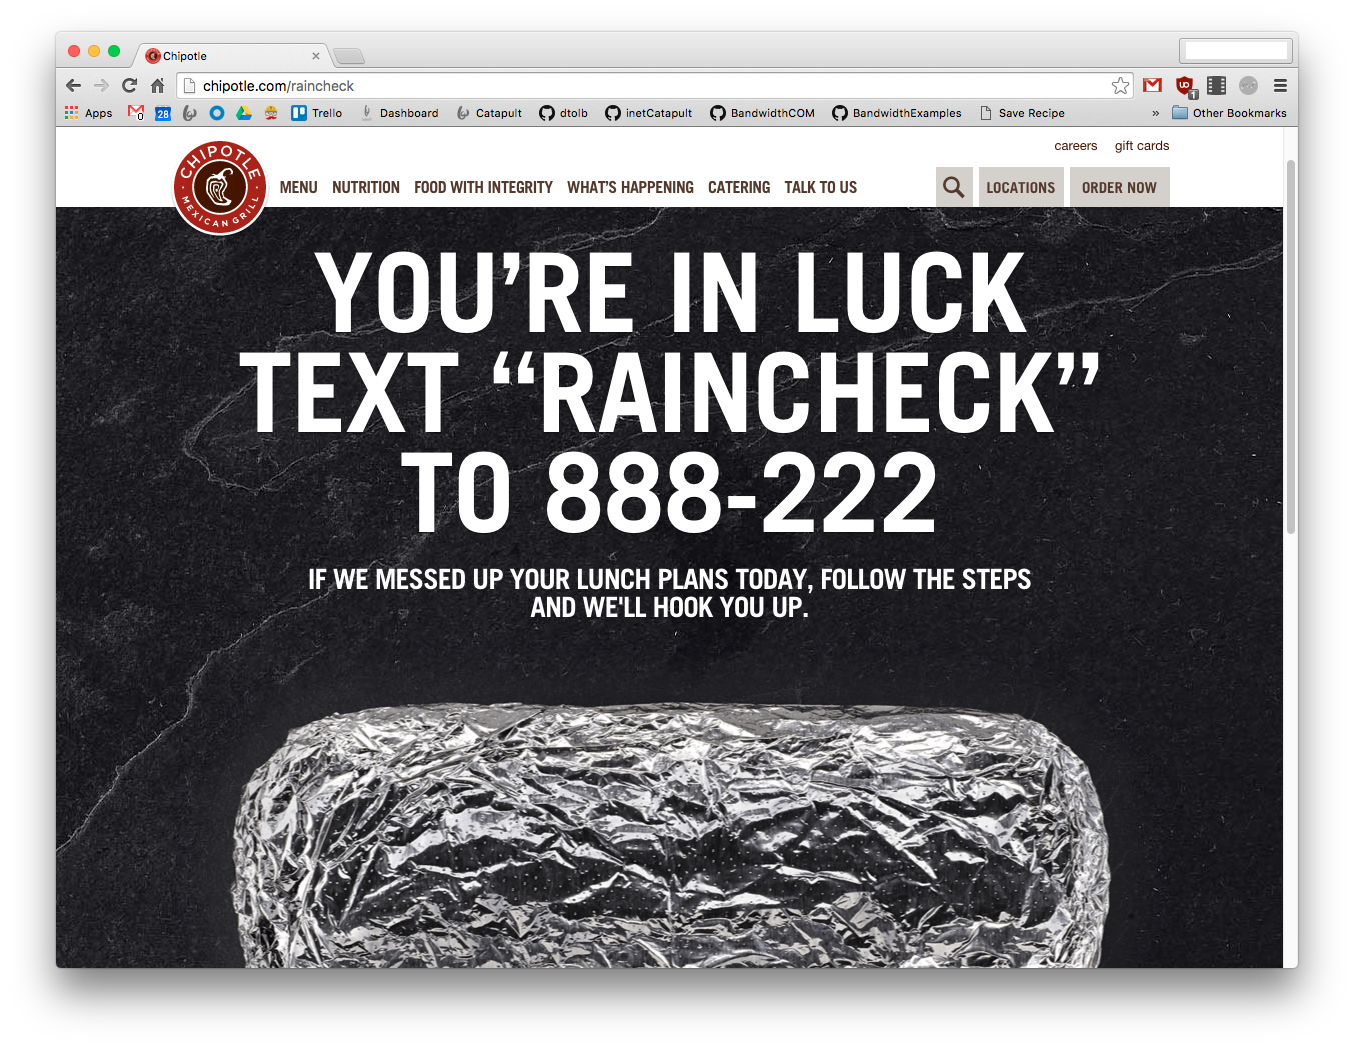 Chipotle
chipotle.com/raincheck
Apps
0
28
Trello
Dashboard
Catapult
dtolb
inetCatapult
BandwidthCOM
BandwidthExamples
Save Recipe
»
Other Bookmarks
1
careers gift cards
CHIPOTLE
MEXICAN GRILL
MENU NUTRITION FOOD WITH INTEGRITY WHAT'S HAPPENING CATERING TALK TO US
LOCATIONS
ORDER NOW
YOU'RE IN LUCK
TEXT “RAINCHECK”
TO 888-222
IF WE MESSED UP YOUR LUNCH PLANS TODAY, FOLLOW THE STEPS
AND WE'LL HOOK YOU UP.